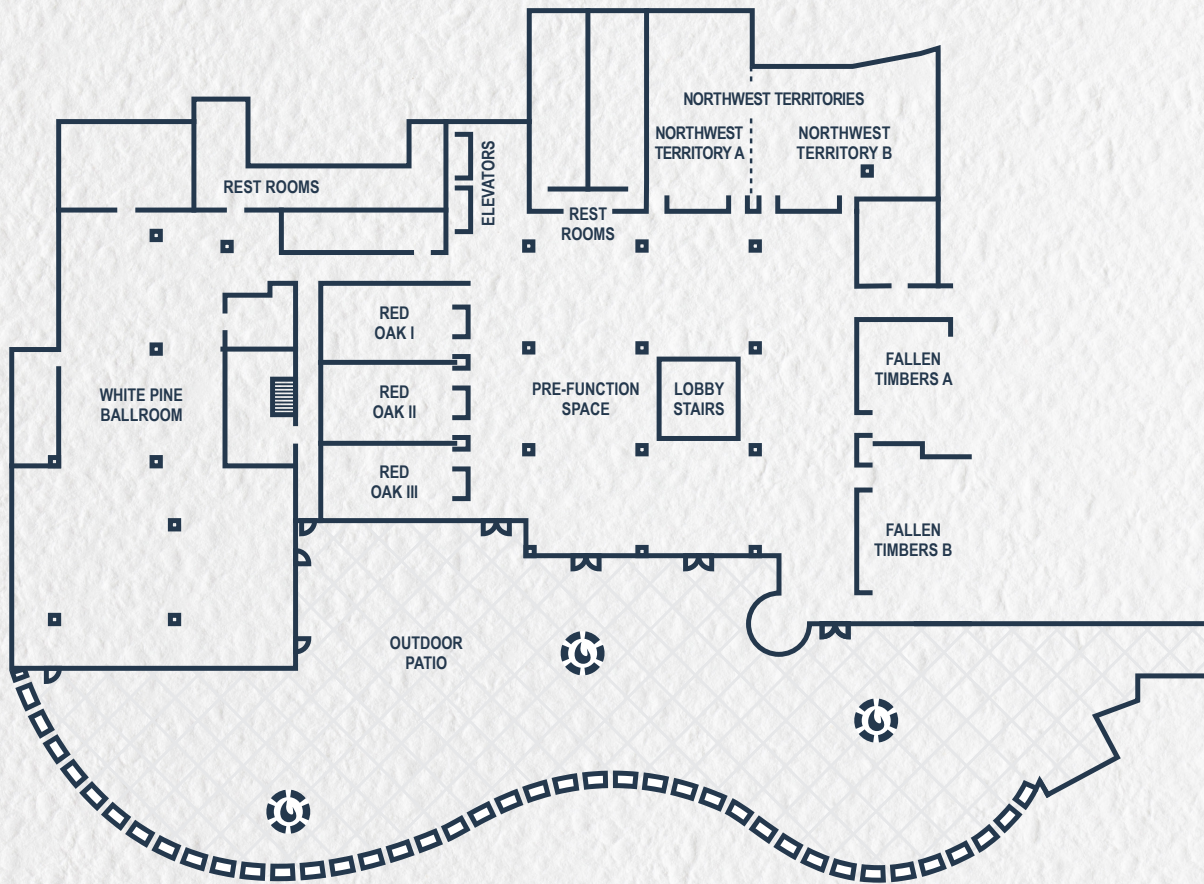 NORTHWEST TERRITORIES
NORTHWEST
TERRITORY A
NORTHWEST
TERRITORY B
REST ROOMS
ELEVATORS
REST
ROOMS
RED
OAK I
WHITE PINE
BALLROOM
RED
OAK II
PRE-FUNCTION
SPACE
LOBBY
STAIRS
FALLEN
TIMBERS A
RED
OAK III
FALLEN
TIMBERS B
OUTDOOR
PATIO